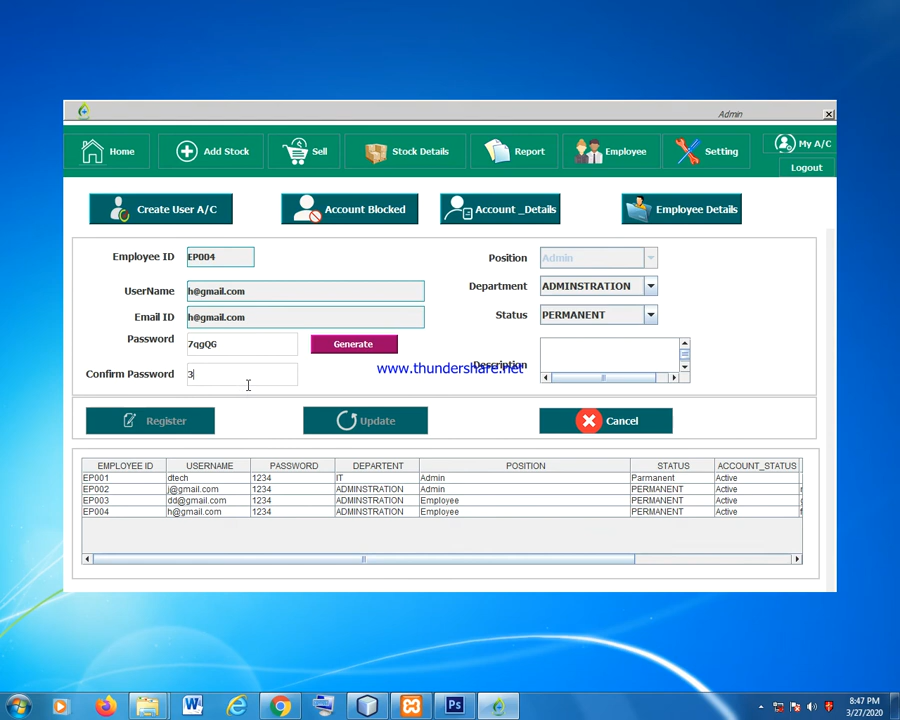 Admin
Home
Add Stock
Sell
Stock Details
Report
Employee
Setting
My A/C
Logout
Create User A/C
Account Blocked
Account _Details
Employee Details
Employee ID EP004
Position Admin
UserName h@gmail.com
Department ADMINSTRATION
Email ID h@gmail.com
Status PERMANENT
Password 7qgQG Generate
Description
www.thundershare.net
Confirm Password 3
Register
Update
Cancel
EMPLOYEE ID USERNAME PASSWORD DEPARTENT POSITION STATUS ACCOUNT_STATUS
EP001 dtech 1234 IT Admin Parmanent Active
EP002 j@gmail.com 1234 ADMINSTRATION Admin PERMANENT Active
EP003 dd@gmail.com 1234 ADMINSTRATION Employee PERMANENT Active
EP004 h@gmail.com 1234 ADMINSTRATION Employee PERMANENT Active
8:47 PM
3/27/2020